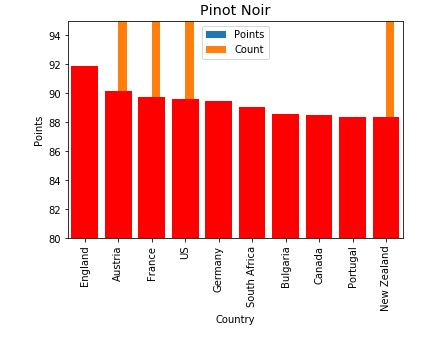 Pinot Noir
Points
Count
94
92
90
88
86
84
82
80
Points
England
Austria
France
US
Germany
South Africa
Bulgaria
Canada
Portugal
New Zealand
Country